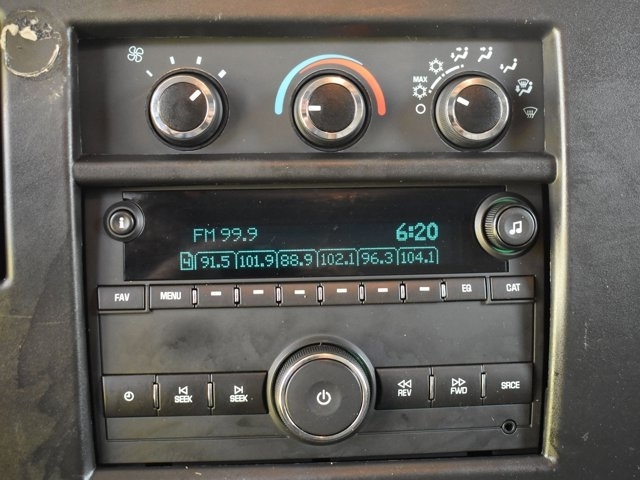 MAX
i
FM 99.9 6:20
4 91.5 101.9 88.9 102.1 96.3 104.1
FAV MENU EQ CAT
SEEK SEEK REV FWD SRCE